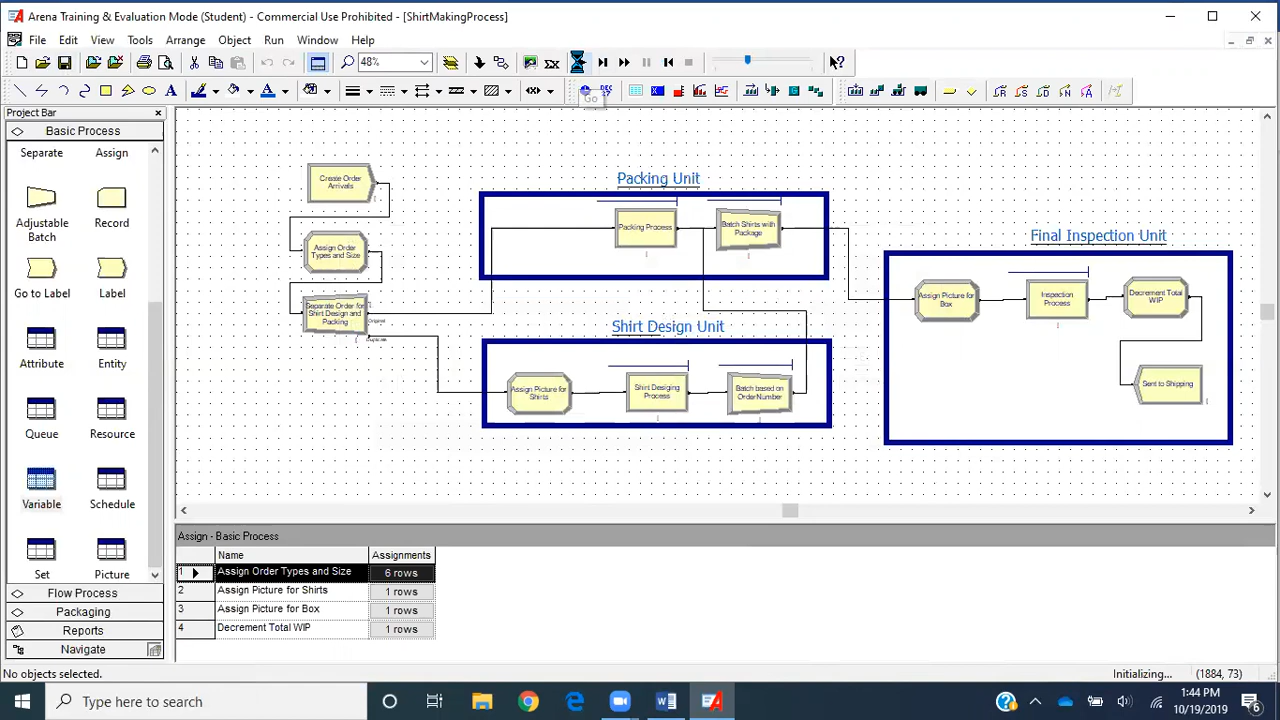 Arena Training & Evaluation Mode (Student) - Commercial Use Prohibited - [ShirtMakingProcess]
File Edit View Tools Arrange Object Run Window Help
48%
Go
Project Bar
Basic Process
Separate Assign
Adjustable Batch Record
Go to Label Label
Attribute Entity
Queue Resource
Variable Schedule
Set Picture
Flow Process
Packaging
Reports
Navigate
Create Order
Arrivals
Assign Order
Types and Size
Separate Order for
Shirt Design and
Packing
Original
Duplicate
Packing Unit
Packing Process
Batch Shirts with
Package
Shirt Design Unit
Assign Picture for
Shirts
Shirt Desiging
Process
Batch based on
OrderNumber
Final Inspection Unit
Assign Picture for
Box
Inspection
Process
Decrement Total
WIP
Sent to Shipping
Assign - Basic Process
Name Assignments
1 Assign Order Types and Size 6 rows
2 Assign Picture for Shirts 1 rows
3 Assign Picture for Box 1 rows
4 Decrement Total WIP 1 rows
No objects selected. Initializing... (1884, 73)
Type here to search
1:44 PM
10/19/2019
6